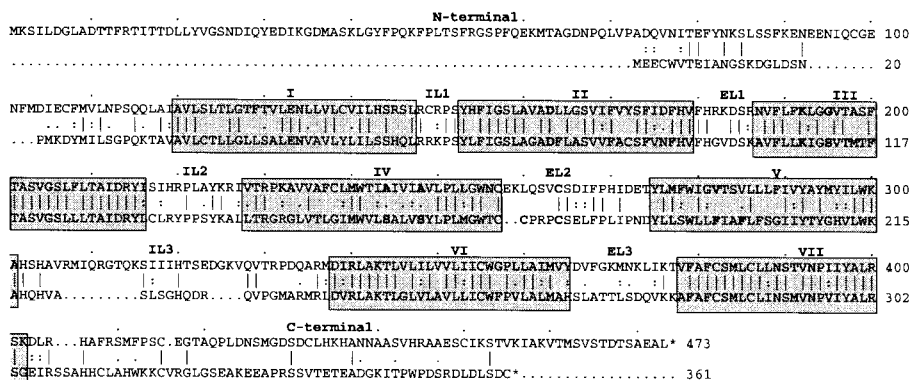 N-terminal
MKSILDGLADTTFRTITTDLLYVGSNDIQYEDIKGDMASKLGYFPQKFPLTSFRGSPFQEKMTAGDNPQLVPADQVNITEFYNKSLSSFKENEENIQCGE 100
....................MEECWVTEIANGSKDGLDSN 20
I IL1 II EL1 III
NFMDIECFMVLNPSQQLAIAVLSLTLGTFTVLENLLVLCVILHSRSLRCRPSYHFIGSLAVADLLGSVIFVYSFIDFHVFHRKDSRNVFLFKLGGVTASF 200
...PMKDYMILSGPQKTAVAVLCTLLGLLSALENVAVLYLILSSHQLRRKPSYLFIGSLAGADFLASVVFACSFVNFHVFHGVDSKAVFLLKIGSVTMTF 117
IL2 IV EL2 V
TASVGSLFLTAIDRYISIHRPLAYKRIVTRPKAVVAFCLMWTIAIVIAVLPLLGWNCEKLQSVCSDIFPHIDETYLMFWIGVTSVLLLFIVYAYMYILWK 300
TASVGSLLLTAIDRYLCLRYPPSYKALLTRGRGLVTLGIMWVLSALVSYLPLMGWTC..CPRPCSELFPLIPNDYLLSWLLFIAFLFSGIIYTYGHVLWK 215
IL3 VI EL3 VII
AHSHAVRMIQRGTQKSIIIHTSEDGKVQVTRPDQARMDIRLAKTLVLILVVLIICWGPLLAIMVYDVFGKMNKLIKTVFAFCSMLCLLNSTVNPIIYALR 400
AHQHVA........SLSGHQDR..QVPGMARMRLDVRLAKTLGLVLAVLLICWFPVLALMAHSLATTLSDQVKKAFAFCSMLCLINSMVNPVIYALR 302
C-terminal
SKDLR..HAFRSMFPSC.EGTAQPLDNSMGDSDCLHKHANNAASVHRAAESCIKSTVKIAKVTMSVSTDTSAEAL* 473
SGEIRSSAHHCLAHWKKCVRGLGSEAKEEAPRSSVTETEADGKITPWPDSRDLDLSDC*............... 361